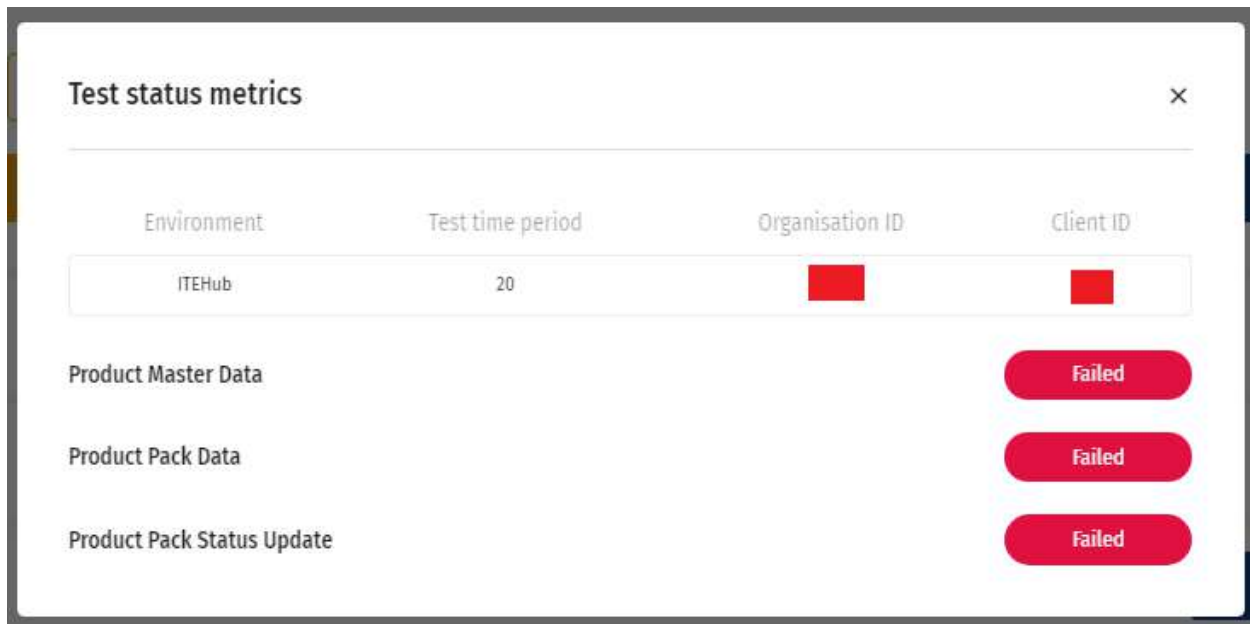 Test status metrics
Environment Test time period Organisation ID Client ID
ITEHub 20
Product Master Data Failed
Product Pack Data Failed
Product Pack Status Update Failed